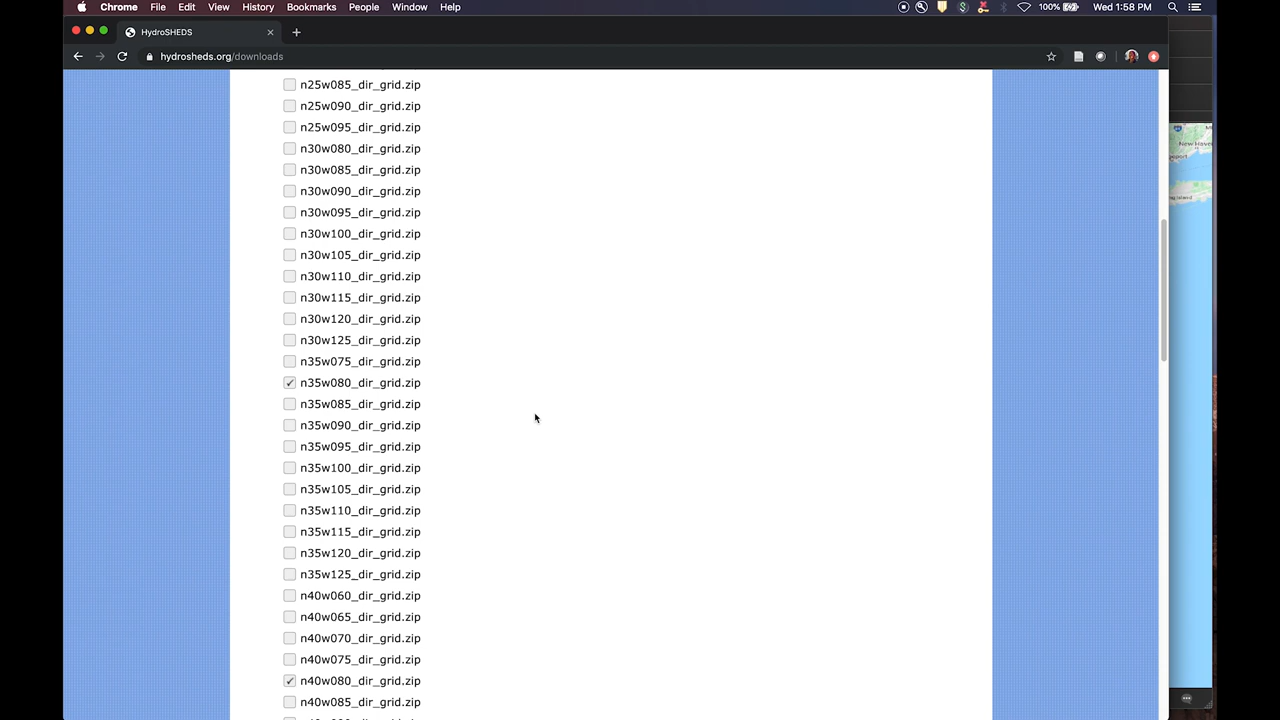 Chrome File Edit View History Bookmarks People Window Help 100% Wed 1:58 PM
HydroSHEDS
hydrosheds.org/downloads
n25w085_dir_grid.zip
n25w090_dir_grid.zip
n25w100_dir_grid.zip
n30w080_dir_grid.zip
n30w085_dir_grid.zip
n30w090_dir_grid.zip
n30w095_dir_grid.zip
n30w100_dir_grid.zip
n30w105_dir_grid.zip
n30w110_dir_grid.zip
n30w115_dir_grid.zip
n30w120_dir_grid.zip
n30w125_dir_grid.zip
n35w075_dir_grid.zip
n35w080_dir_grid.zip
n35w085_dir_grid.zip
n35w090_dir_grid.zip
n35w095_dir_grid.zip
n35w100_dir_grid.zip
n35w105_dir_grid.zip
n35w110_dir_grid.zip
n35w115_dir_grid.zip
n35w120_dir_grid.zip
n35w125_dir_grid.zip
n40w060_dir_grid.zip
n40w065_dir_grid.zip
n40w070_dir_grid.zip
n40w075_dir_grid.zip
n40w080_dir_grid.zip
New Haven